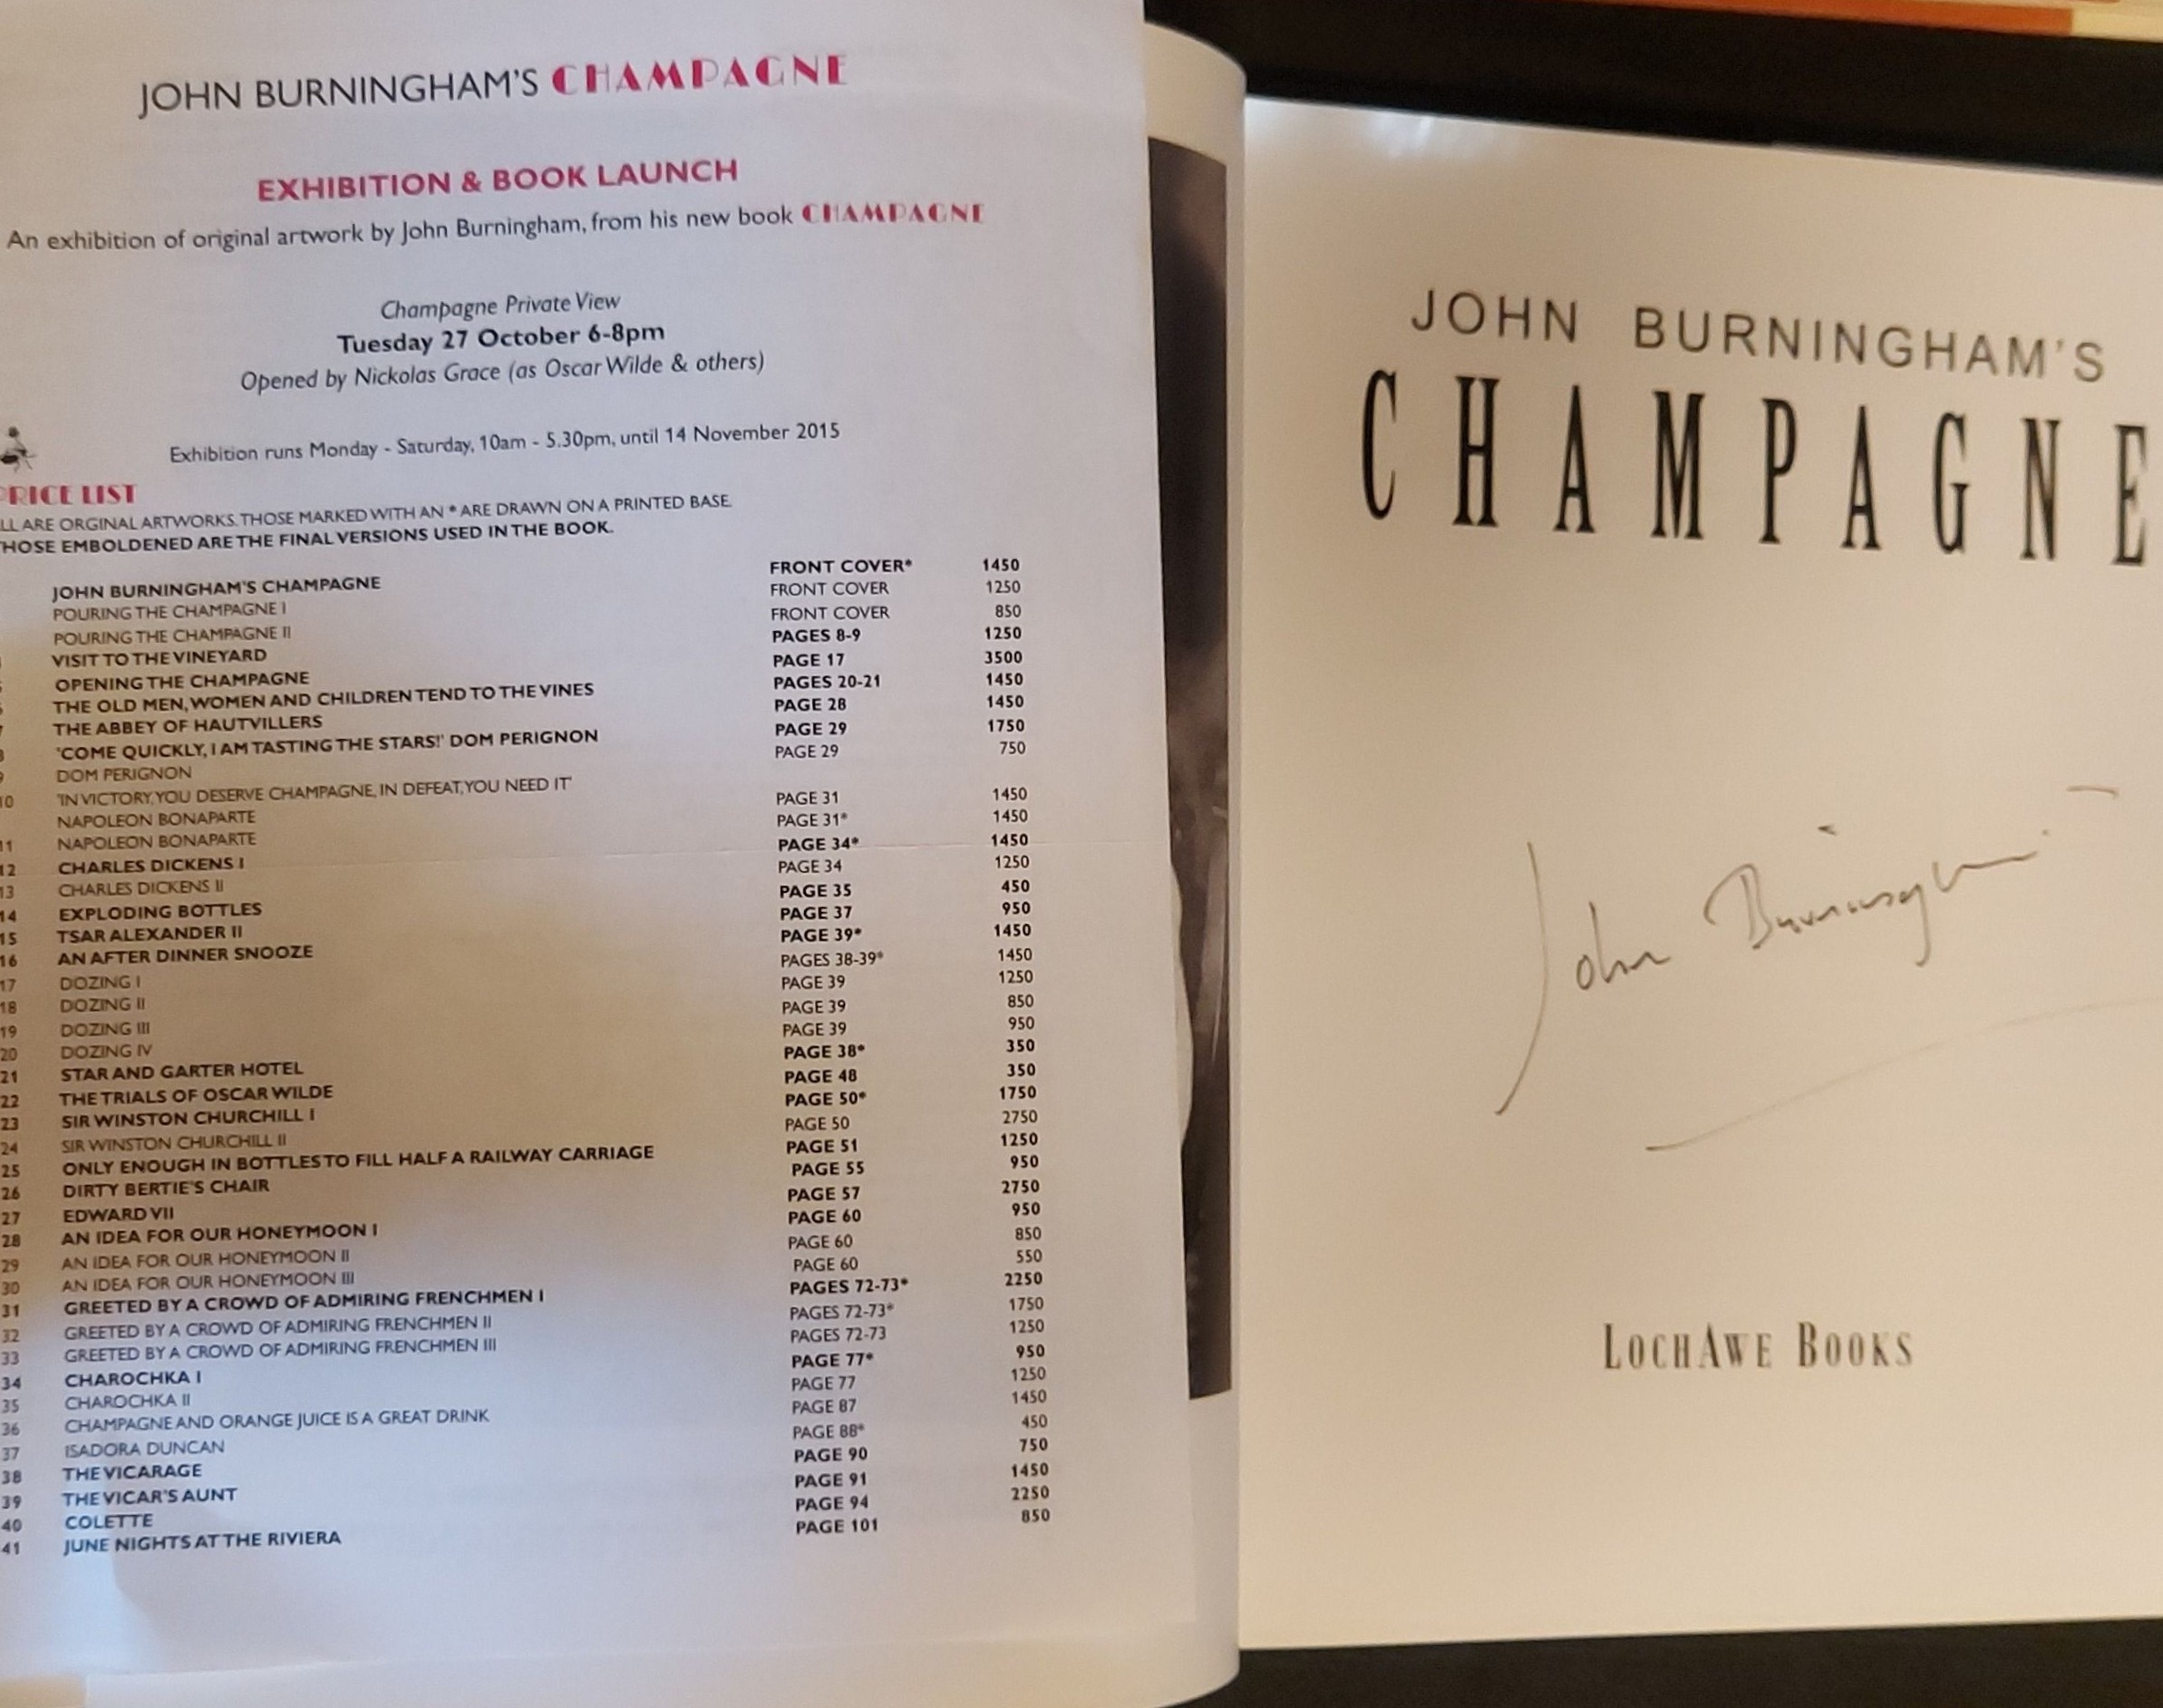 JOHN BURNINGHAM'S CHAMPAGNE
EXHIBITION & BOOK LAUNCH
An exhibition of original artwork by John Burningham, from his new book CHAMPAGNE
Champagne Private View
Tuesday 27 October 6-8pm
Opened by Nickolas Grace (as Oscar Wilde & others)
Exhibition runs Monday - Saturday, 10am - 5.30pm, until 14 November 2015
PRICE LIST
LL ARE ORGINAL ARTWORKS. THOSE MARKED WITH AN * ARE DRAWN ON A PRINTED BASE.
HOSE EMBOLDENED ARE THE FINAL VERSIONS USED IN THE BOOK.
JOHN BURNINGHAM'S CHAMPAGNE FRONT COVER* 1450
POURING THE CHAMPAGNE I FRONT COVER 1250
POURING THE CHAMPAGNE II FRONT COVER 850
VISIT TO THE VINEYARD PAGES 8-9 1250
OPENING THE CHAMPAGNE PAGE 17 3500
THE OLD MEN, WOMEN AND CHILDREN TEND TO THE VINES PAGES 20-21 1450
THE ABBEY OF HAUTVILLERS PAGE 28 1450
'COME QUICKLY, I AM TASTING THE STARS!' DOM PERIGNON PAGE 29 1750
9 DOM PERIGNON PAGE 29 750
10 'IN VICTORY, YOU DESERVE CHAMPAGNE, IN DEFEAT, YOU NEED IT'
NAPOLEON BONAPARTE PAGE 31 1450
11 NAPOLEON BONAPARTE PAGE 31* 1450
12 CHARLES DICKENS I PAGE 34* 1450
13 CHARLES DICKENS II PAGE 34 1250
14 EXPLODING BOTTLES PAGE 35 450
15 TSAR ALEXANDER II PAGE 37 950
16 AN AFTER DINNER SNOOZE PAGE 39* 1450
17 DOZING I PAGES 38-39* 1450
18 DOZING II PAGE 39 1250
19 DOZING III PAGE 39 850
20 DOZING IV PAGE 39 950
21 STAR AND GARTER HOTEL PAGE 38* 350
22 THE TRIALS OF OSCAR WILDE PAGE 48 350
23 SIR WINSTON CHURCHILL I PAGE 50* 1750
24 SIR WINSTON CHURCHILL II PAGE 50 2750
25 ONLY ENOUGH IN BOTTLES TO FILL HALF A RAILWAY CARRIAGE PAGE 51 1250
26 DIRTY BERTIE'S CHAIR PAGE 55 950
27 EDWARD VII PAGE 57 2750
28 AN IDEA FOR OUR HONEYMOON I PAGE 60 950
29 AN IDEA FOR OUR HONEYMOON II PAGE 60 850
30 AN IDEA FOR OUR HONEYMOON III PAGE 60 550
31 GREETED BY A CROWD OF ADMIRING FRENCHMEN I PAGES 72-73* 2250
32 GREETED BY A CROWD OF ADMIRING FRENCHMEN II PAGES 72-73* 1750
33 GREETED BY A CROWD OF ADMIRING FRENCHMEN III PAGES 72-73 1250
34 CHAROCHKA I PAGE 77* 950
35 CHAROCHKA II PAGE 77 1250
36 CHAMPAGNE AND ORANGE JUICE IS A GREAT DRINK PAGE 87 1450
37 ISADORA DUNCAN PAGE 88* 450
38 THE VICARAGE PAGE 90 750
39 THE VICAR'S AUNT PAGE 91 1450
40 COLETTE PAGE 94 2250
41 JUNE NIGHTS AT THE RIVIERA PAGE 101 850
JOHN BURNINGHAM'S
CHAMPAGNE
John Burningham
LOCHAWE BOOKS